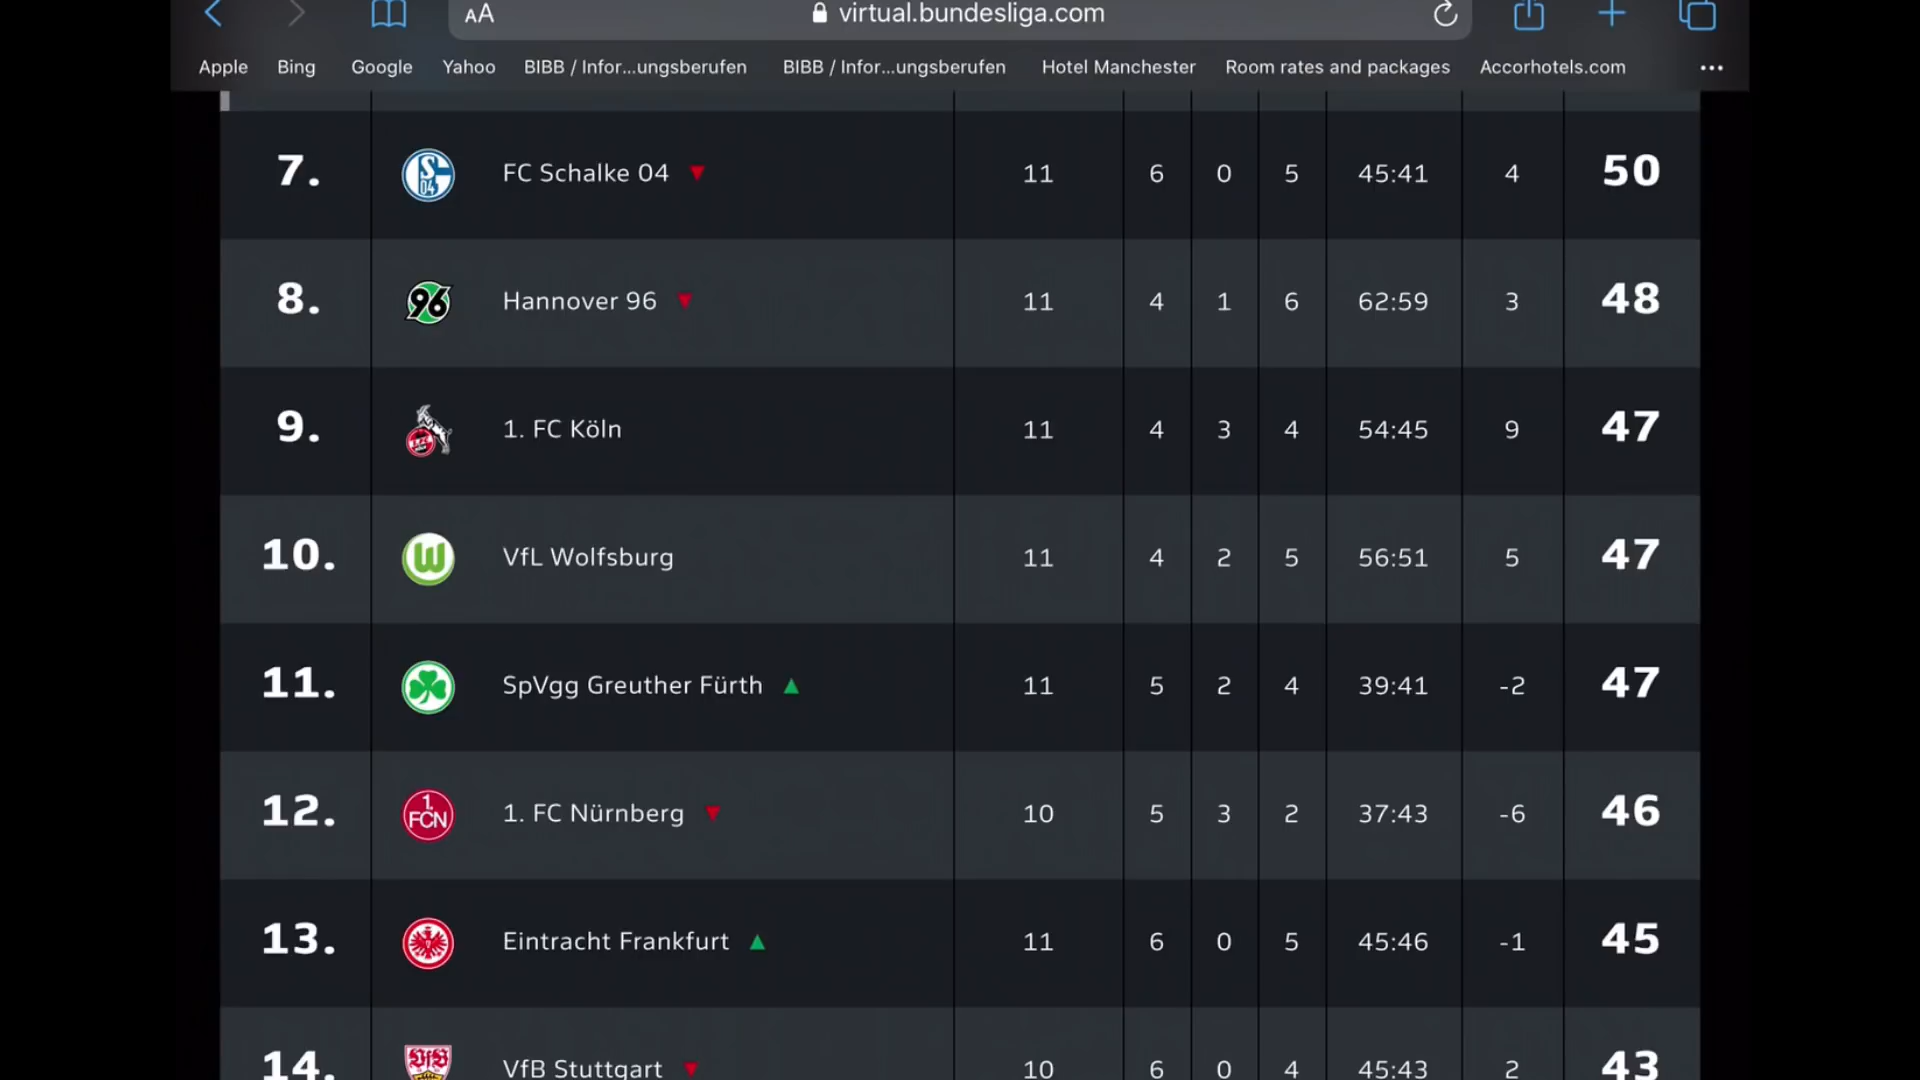 AA virtual.bundesliga.com
Apple Bing Google Yahoo BIBB / Infor...ungsberufen BIBB / Infor...ungsberufen Hotel Manchester Room rates and packages Accorhotels.com ...
7. S 04 FC Schalke 04 11 6 0 5 45:41 4 50
8. 96 Hannover 96 11 4 1 6 62:59 3 48
9. 1. FC Köln 11 4 3 4 54:45 9 47
10. W VfL Wolfsburg 11 4 2 5 56:51 5 47
11. SpVgg Greuther Fürth 11 5 2 4 39:41 -2 47
12. 1. FCN 1. FC Nürnberg 10 5 3 2 37:43 -6 46
13. Eintracht Frankfurt 11 6 0 5 45:46 -1 45
14. VfB VfB Stuttgart 10 6 0 4 45:43 2 43